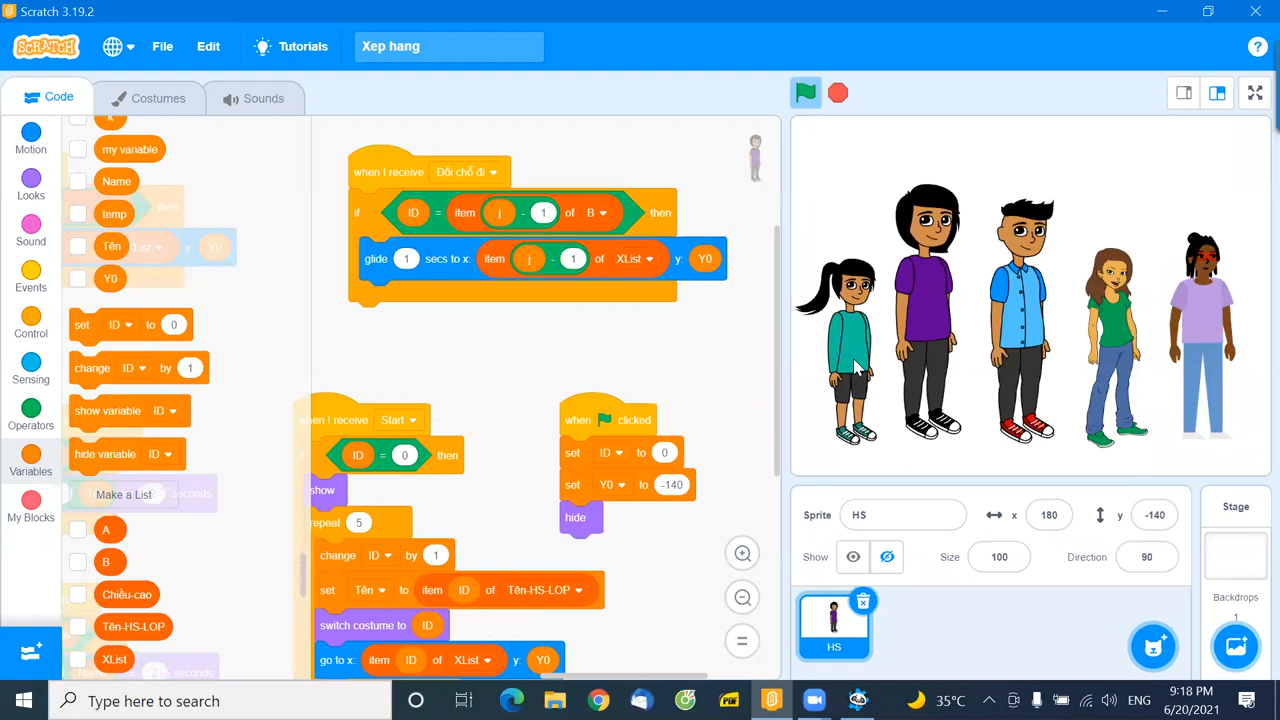 Scratch 3.19.2
SCRATCH
File
Edit
Tutorials
Xep hang
Code
Costumes
Sounds
Motion
Looks
Sound
Events
Control
Sensing
Operators
Variables
My Blocks
k
my variable
Name
temp
Tên
Y0
set ID to 0
change ID by 1
show variable ID
hide variable ID
Make a List
A
B
Chiều-cao
Tên-HS-LOP
XList
then
y: Y0
seconds
seconds
when I receive Đổi chỗ đi
if ID = item j - 1 of B then
glide 1 secs to x: item j - 1 of XList y: Y0
when I receive Start
if ID = 0 then
show
repeat 5
change ID by 1
set Tên to item ID of Tên-HS-LOP
switch costume to ID
go to x: item ID of XList y: Y0
when clicked
set ID to 0
set Y0 to -140
hide
Sprite HS x 180 y -140
Show Size 100 Direction 90
HS
Stage
Backdrops
1
Type here to search
35°C
ENG
9:18 PM
6/20/2021